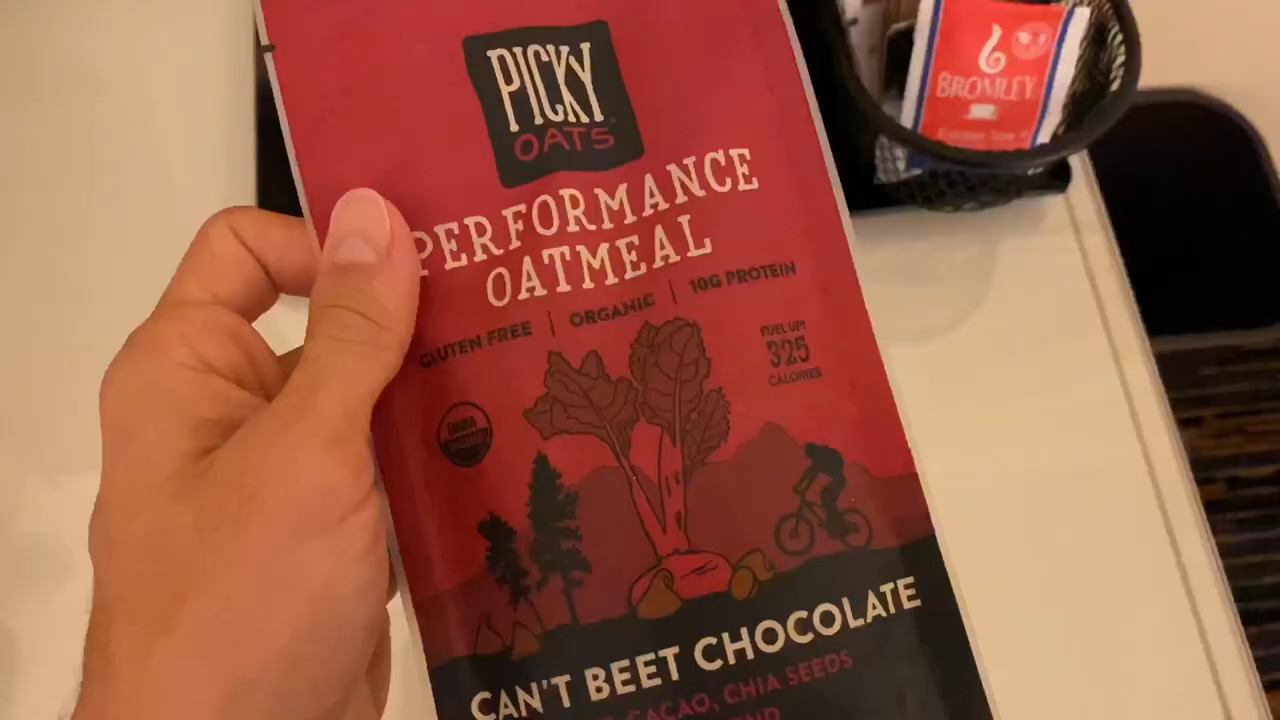 PICKY
OATS
PERFORMANCE
OATMEAL
GLUTEN FREE | ORGANIC | 10G PROTEIN
FUEL UP!
325
CALORIES
USDA
CAN'T BEET CHOCOLATE
CACAO, CHIA SEEDS
BROMLEY